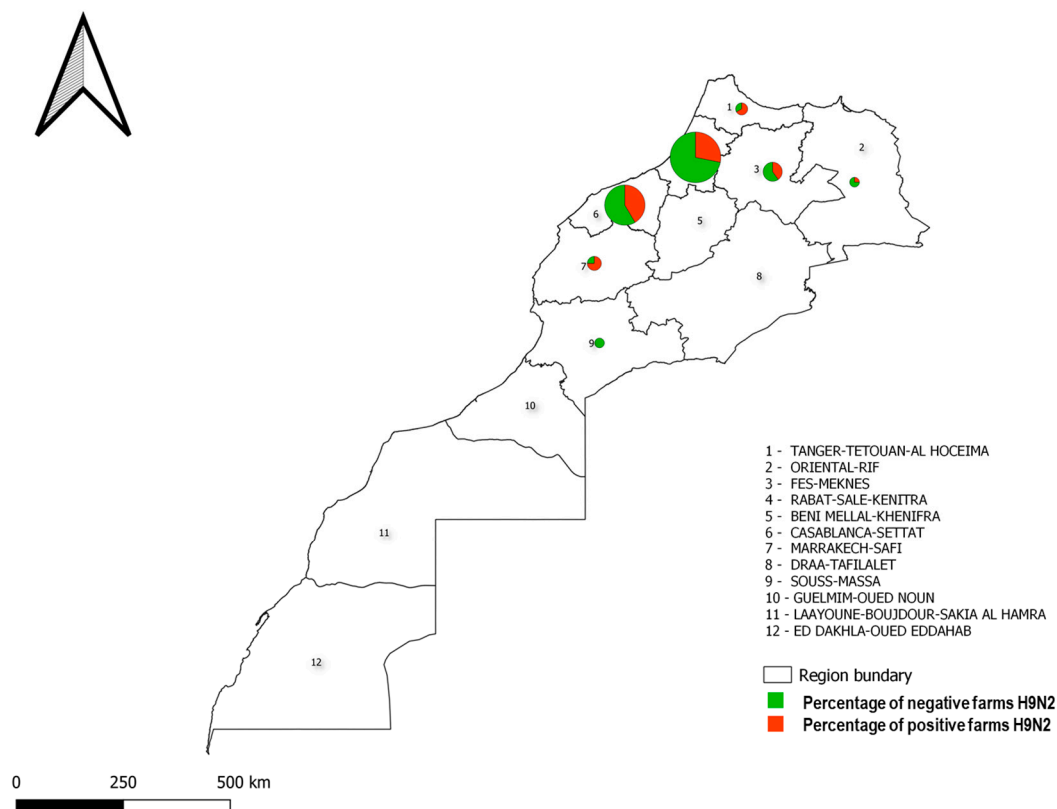 1
2
3
5
6
7
8
9
10
11
12
1 - TANGER-TETOUAN-AL HOCEIMA
2 - ORIENTAL-RIF
3 - FES-MEKNES
4 - RABAT-SALE-KENITRA
5 - BENI MELLAL-KHENIFRA
6 - CASABLANCA-SETTAT
7 - MARRAKECH-SAFI
8 - DRAA-TAFILALET
9 - SOUSS-MASSA
10 - GUELMIM-OUED NOUN
11 - LAAYOUNE-BOUJDOUR-SAKIA AL HAMRA
12 - ED DAKHLA-OUED EDDAHAB
Region bundary
Percentage of negative farms H9N2
Percentage of positive farms H9N2
0 250 500 km